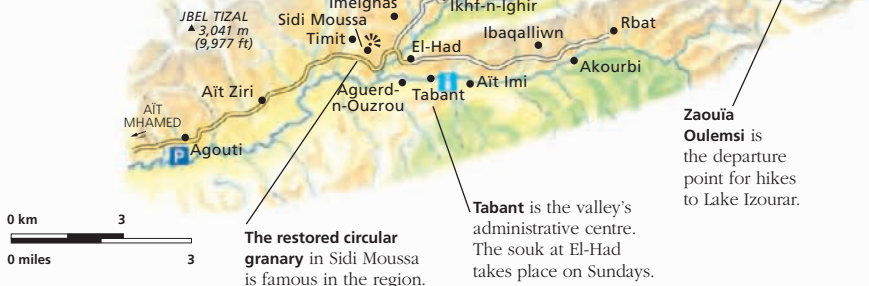 Imelghas
Ikhf-n-Ighir
JBEL TIZAL
3,041 m
(9,977 ft)
Sidi Moussa
Timit
El-Had
Ibaqalliwn
Rbat
Akourbi
Aït Ziri
Aguerd-
n-Ouzrou
Tabant
Aït Imi
AÏT
MHAMED
Agouti
P
i
0 km 3
0 miles 3
The restored circular
granary in Sidi Moussa
is famous in the region.
Tabant is the valley’s
administrative centre.
The souk at El-Had
takes place on Sundays.
Zaouïa
Oulemsi is
the departure
point for hikes
to Lake Izourar.